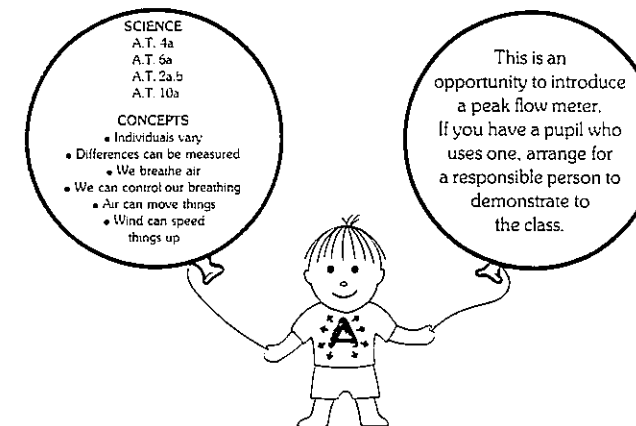 SCIENCE
A.T. 4a
A.T. 6a
A.T. 2a.b
A.T. 10a
CONCEPTS
• Individuals vary
• Differences can be measured
• We breathe air
• We can control our breathing
• Air can move things
• Wind can speed
things up
This is an
opportunity to introduce
a peak flow meter.
If you have a pupil who
uses one, arrange for
a responsible person to
demonstrate to
the class.
A